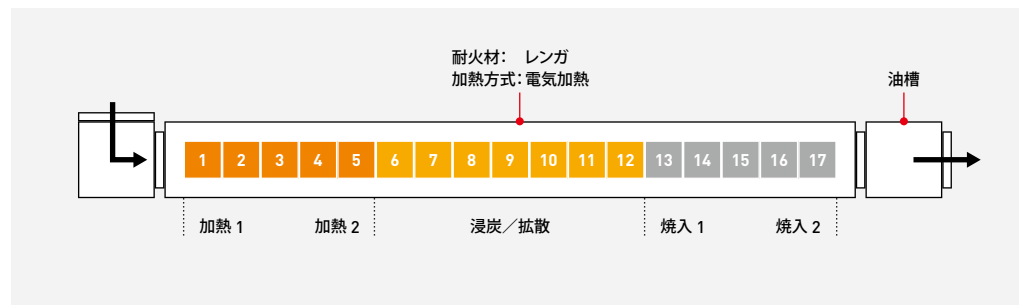 耐火材： レンガ
加熱方式：電気加熱
油槽
1 2 3 4 5 6 7 8 9 10 11 12 13 14 15 16 17
加熱 1 加熱 2 浸炭／拡散 焼入 1 焼入 2